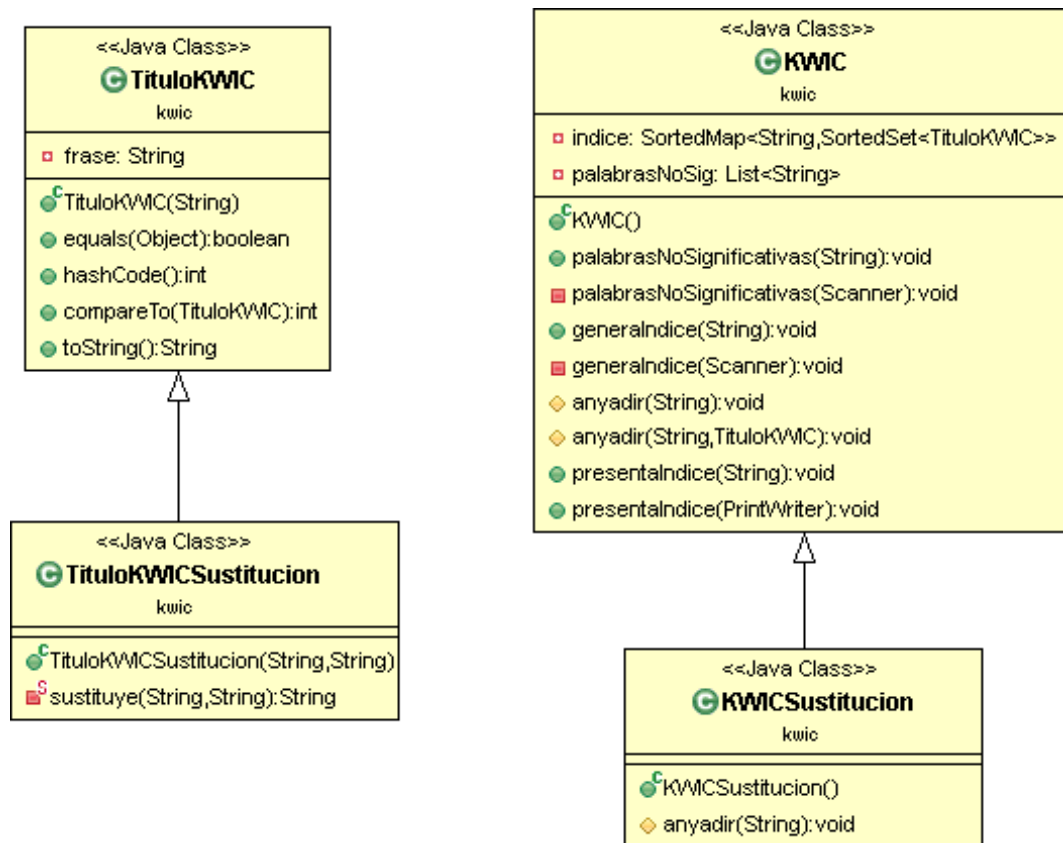 <<Java Class>>
TituloKWIC
kwic
frase: String
TituloKWIC(String)
equals(Object):boolean
hashCode():int
compareTo(TituloKWIC):int
toString():String
<<Java Class>>
TituloKWICSustitucion
kwic
TituloKWICSustitucion(String,String)
sustituye(String,String):String
<<Java Class>>
KWIC
kwic
indice: SortedMap<String,SortedSet<TituloKWIC>>
palabrasNoSig: List<String>
KWIC()
palabrasNoSignificativas(String):void
palabrasNoSignificativas(Scanner):void
generaIndice(String):void
generaIndice(Scanner):void
anyadir(String):void
anyadir(String,TituloKWIC):void
presentaIndice(String):void
presentaIndice(PrintWriter):void
<<Java Class>>
KWICSustitucion
kwic
KWICSustitucion()
anyadir(String):void